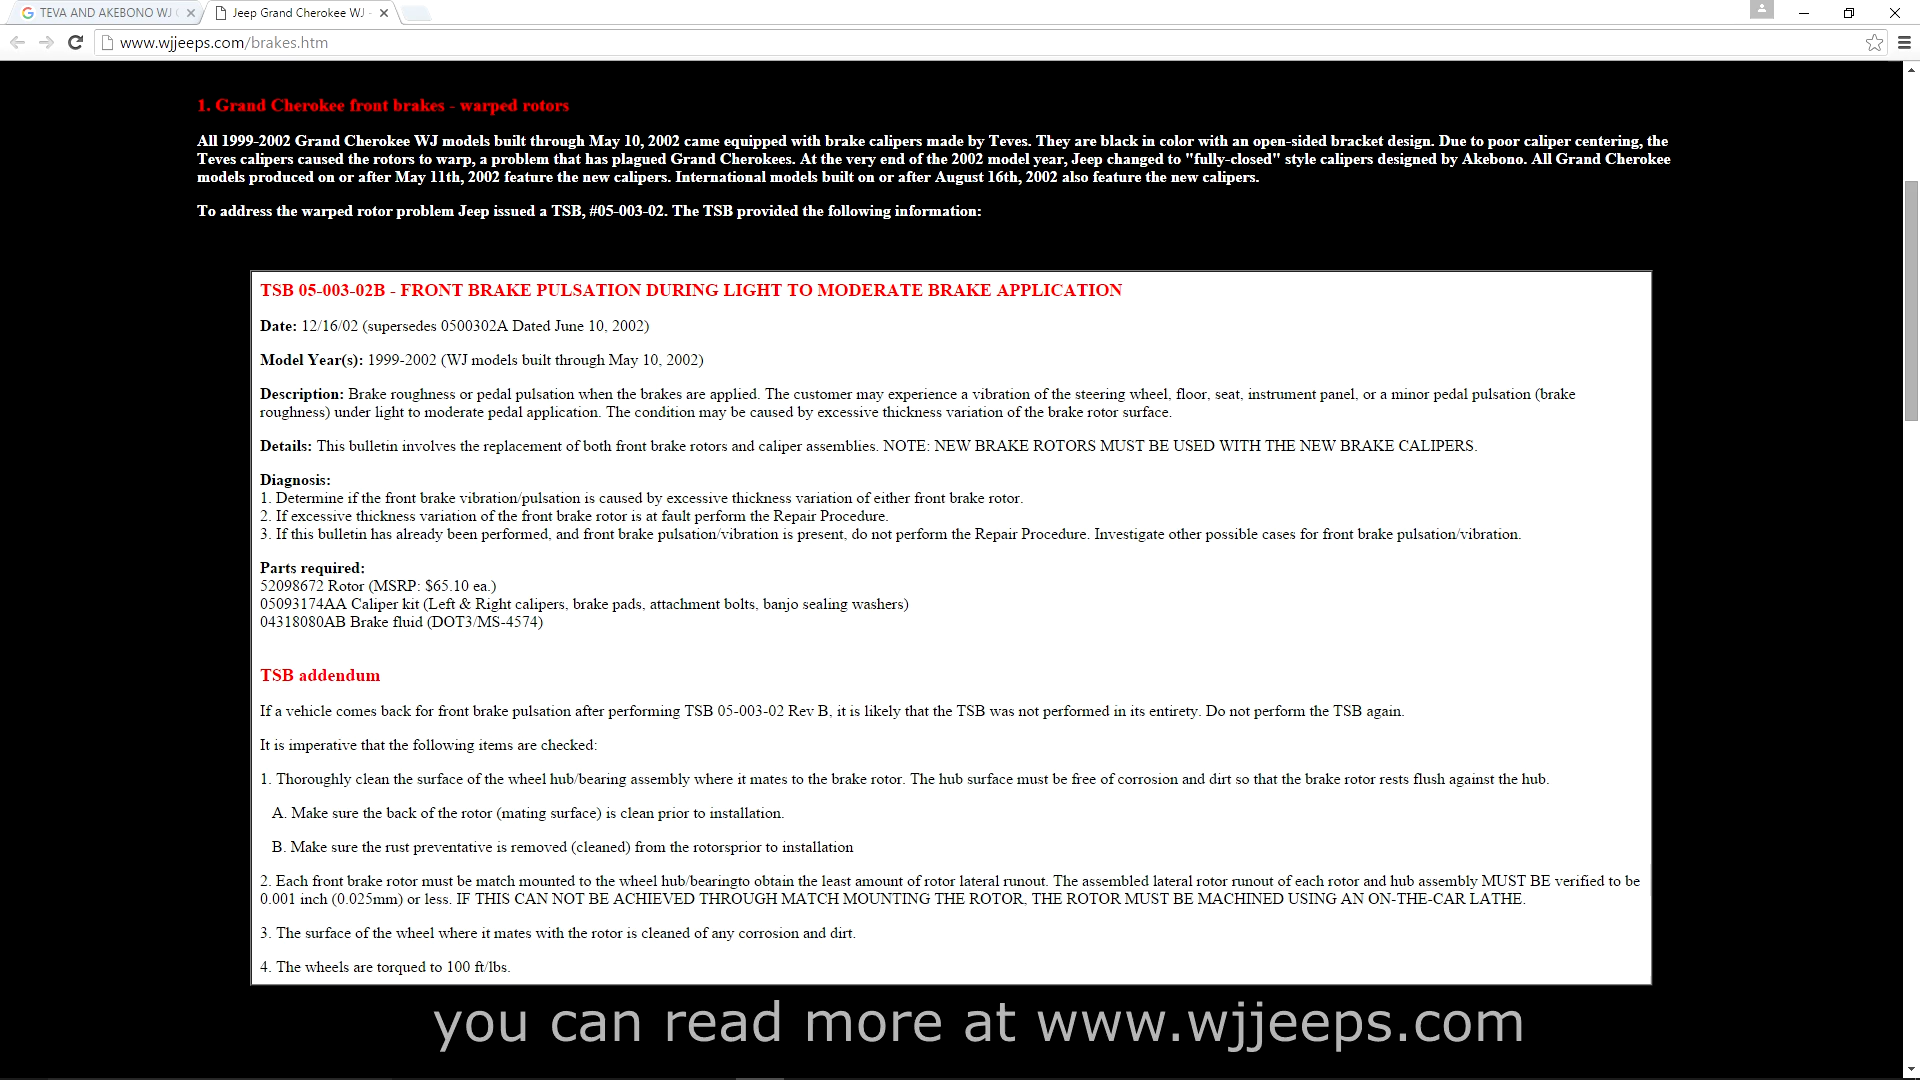 TEVA AND AKEBONO WJ
Jeep Grand Cherokee WJ -
www.wjjeeps.com/brakes.htm
1. Grand Cherokee front brakes - warped rotors
All 1999-2002 Grand Cherokee WJ models built through May 10, 2002 came equipped with brake calipers made by Teves. They are black in color with an open-sided bracket design. Due to poor caliper centering, the
Teves calipers caused the rotors to warp, a problem that has plagued Grand Cherokees. At the very end of the 2002 model year, Jeep changed to "fully-closed" style calipers designed by Akebono. All Grand Cherokee
models produced on or after May 11th, 2002 feature the new calipers. International models built on or after August 16th, 2002 also feature the new calipers.
To address the warped rotor problem Jeep issued a TSB, #05-003-02. The TSB provided the following information:
TSB 05-003-02B - FRONT BRAKE PULSATION DURING LIGHT TO MODERATE BRAKE APPLICATION
Date: 12/16/02 (supersedes 0500302A Dated June 10, 2002)
Model Year(s): 1999-2002 (WJ models built through May 10, 2002)
Description: Brake roughness or pedal pulsation when the brakes are applied. The customer may experience a vibration of the steering wheel, floor, seat, instrument panel, or a minor pedal pulsation (brake
roughness) under light to moderate pedal application. The condition may be caused by excessive thickness variation of the brake rotor surface.
Details: This bulletin involves the replacement of both front brake rotors and caliper assemblies. NOTE: NEW BRAKE ROTORS MUST BE USED WITH THE NEW BRAKE CALIPERS.
Diagnosis:
1. Determine if the front brake vibration/pulsation is caused by excessive thickness variation of either front brake rotor.
2. If excessive thickness variation of the front brake rotor is at fault perform the Repair Procedure.
3. If this bulletin has already been performed, and front brake pulsation/vibration is present, do not perform the Repair Procedure. Investigate other possible cases for front brake pulsation/vibration.
Parts required:
52098672 Rotor (MSRP: $65.10 ea.)
05093174AA Caliper kit (Left & Right calipers, brake pads, attachment bolts, banjo sealing washers)
04318080AB Brake fluid (DOT3/MS-4574)
TSB addendum
If a vehicle comes back for front brake pulsation after performing TSB 05-003-02 Rev B, it is likely that the TSB was not performed in its entirety. Do not perform the TSB again.
It is imperative that the following items are checked:
1. Thoroughly clean the surface of the wheel hub/bearing assembly where it mates to the brake rotor. The hub surface must be free of corrosion and dirt so that the brake rotor rests flush against the hub.
A. Make sure the back of the rotor (mating surface) is clean prior to installation.
B. Make sure the rust preventative is removed (cleaned) from the rotorsprior to installation
2. Each front brake rotor must be match mounted to the wheel hub/bearingto obtain the least amount of rotor lateral runout. The assembled lateral rotor runout of each rotor and hub assembly MUST BE verified to be
0.001 inch (0.025mm) or less. IF THIS CAN NOT BE ACHIEVED THROUGH MATCH MOUNTING THE ROTOR, THE ROTOR MUST BE MACHINED USING AN ON-THE-CAR LATHE.
3. The surface of the wheel where it mates with the rotor is cleaned of any corrosion and dirt.
4. The wheels are torqued to 100 ft/lbs.
you can read more at www.wjjeeps.com